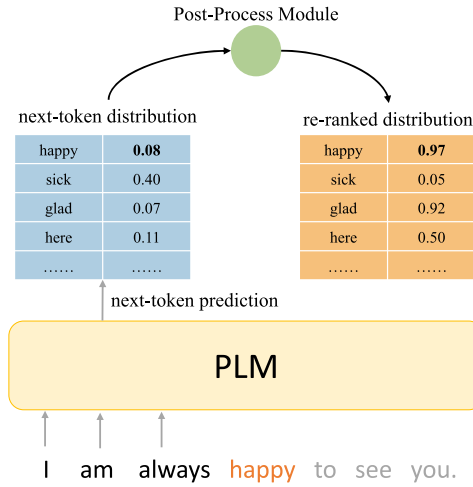 Post-Process Module
next-token distribution
re-ranked distribution
happy 0.08
sick 0.40
glad 0.07
here 0.11
...... ......
happy 0.97
sick 0.05
glad 0.92
here 0.50
...... ......
next-token prediction
PLM
I am always happy to see you.